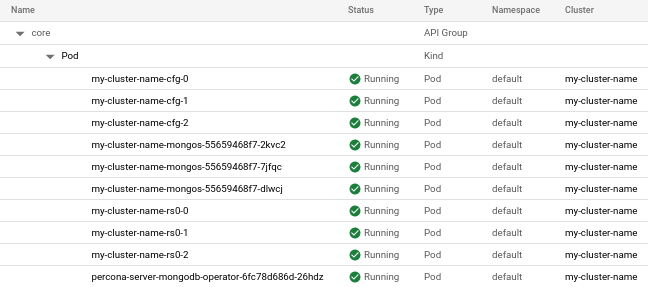 Name Status Type Namespace Cluster
core API Group
Pod Kind
my-cluster-name-cfg-0 Running Pod default my-cluster-name
my-cluster-name-cfg-1 Running Pod default my-cluster-name
my-cluster-name-cfg-2 Running Pod default my-cluster-name
my-cluster-name-mongos-55659468f7-2kvc2 Running Pod default my-cluster-name
my-cluster-name-mongos-55659468f7-7jfqc Running Pod default my-cluster-name
my-cluster-name-mongos-55659468f7-dlwcj Running Pod default my-cluster-name
my-cluster-name-rs0-0 Running Pod default my-cluster-name
my-cluster-name-rs0-1 Running Pod default my-cluster-name
my-cluster-name-rs0-2 Running Pod default my-cluster-name
percona-server-mongodb-operator-6fc78d686d-26hdz Running Pod default my-cluster-name